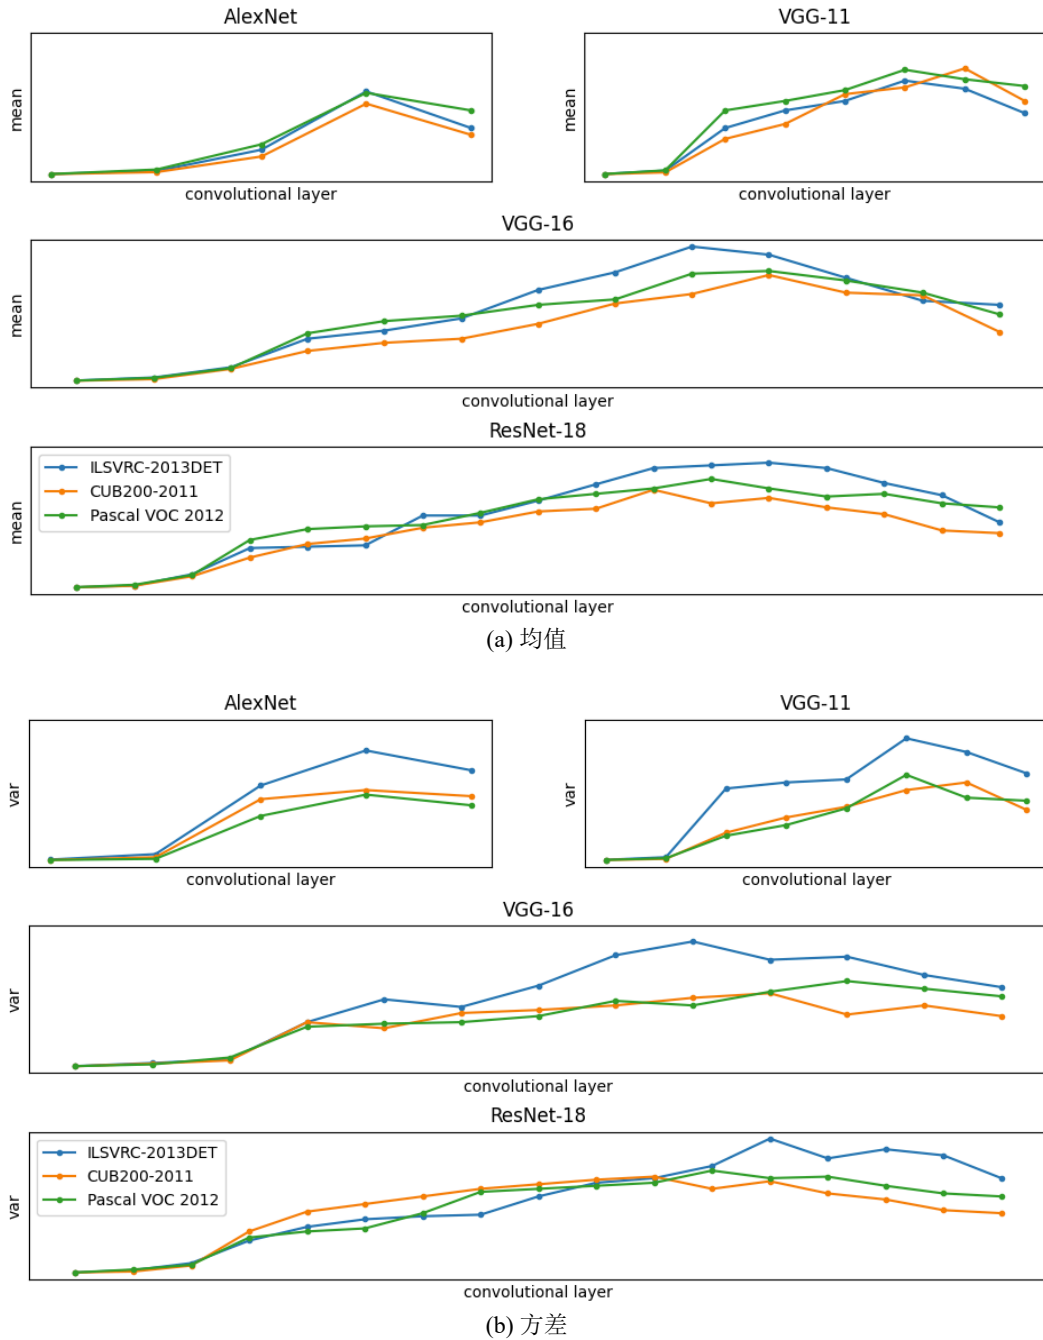 AlexNet
VGG-11
mean
mean
convolutional layer
convolutional layer
VGG-16
mean
convolutional layer
ResNet-18
ILSVRC-2013DET
CUB200-2011
Pascal VOC 2012
mean
convolutional layer
(a) 均值
AlexNet
VGG-11
var
var
convolutional layer
convolutional layer
VGG-16
var
convolutional layer
ResNet-18
ILSVRC-2013DET
CUB200-2011
Pascal VOC 2012
var
convolutional layer
(b) 方差